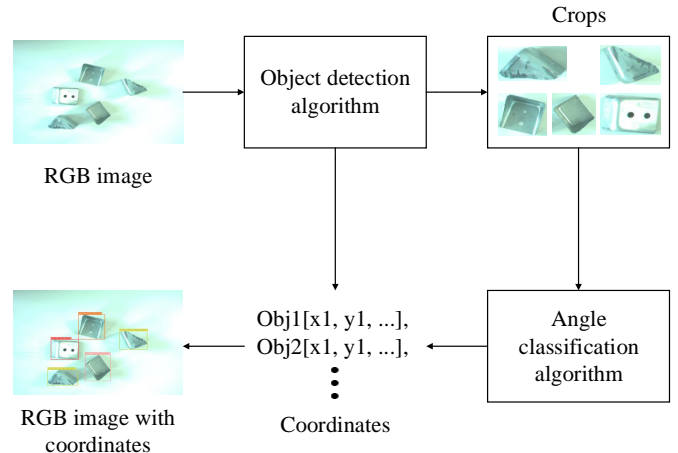 Crops
Object detection
algorithm
RGB image
Obj1[x1, y1, ...],
Obj2[x1, y1, ...],
Coordinates
Angle
classification
algorithm
RGB image with
coordinates